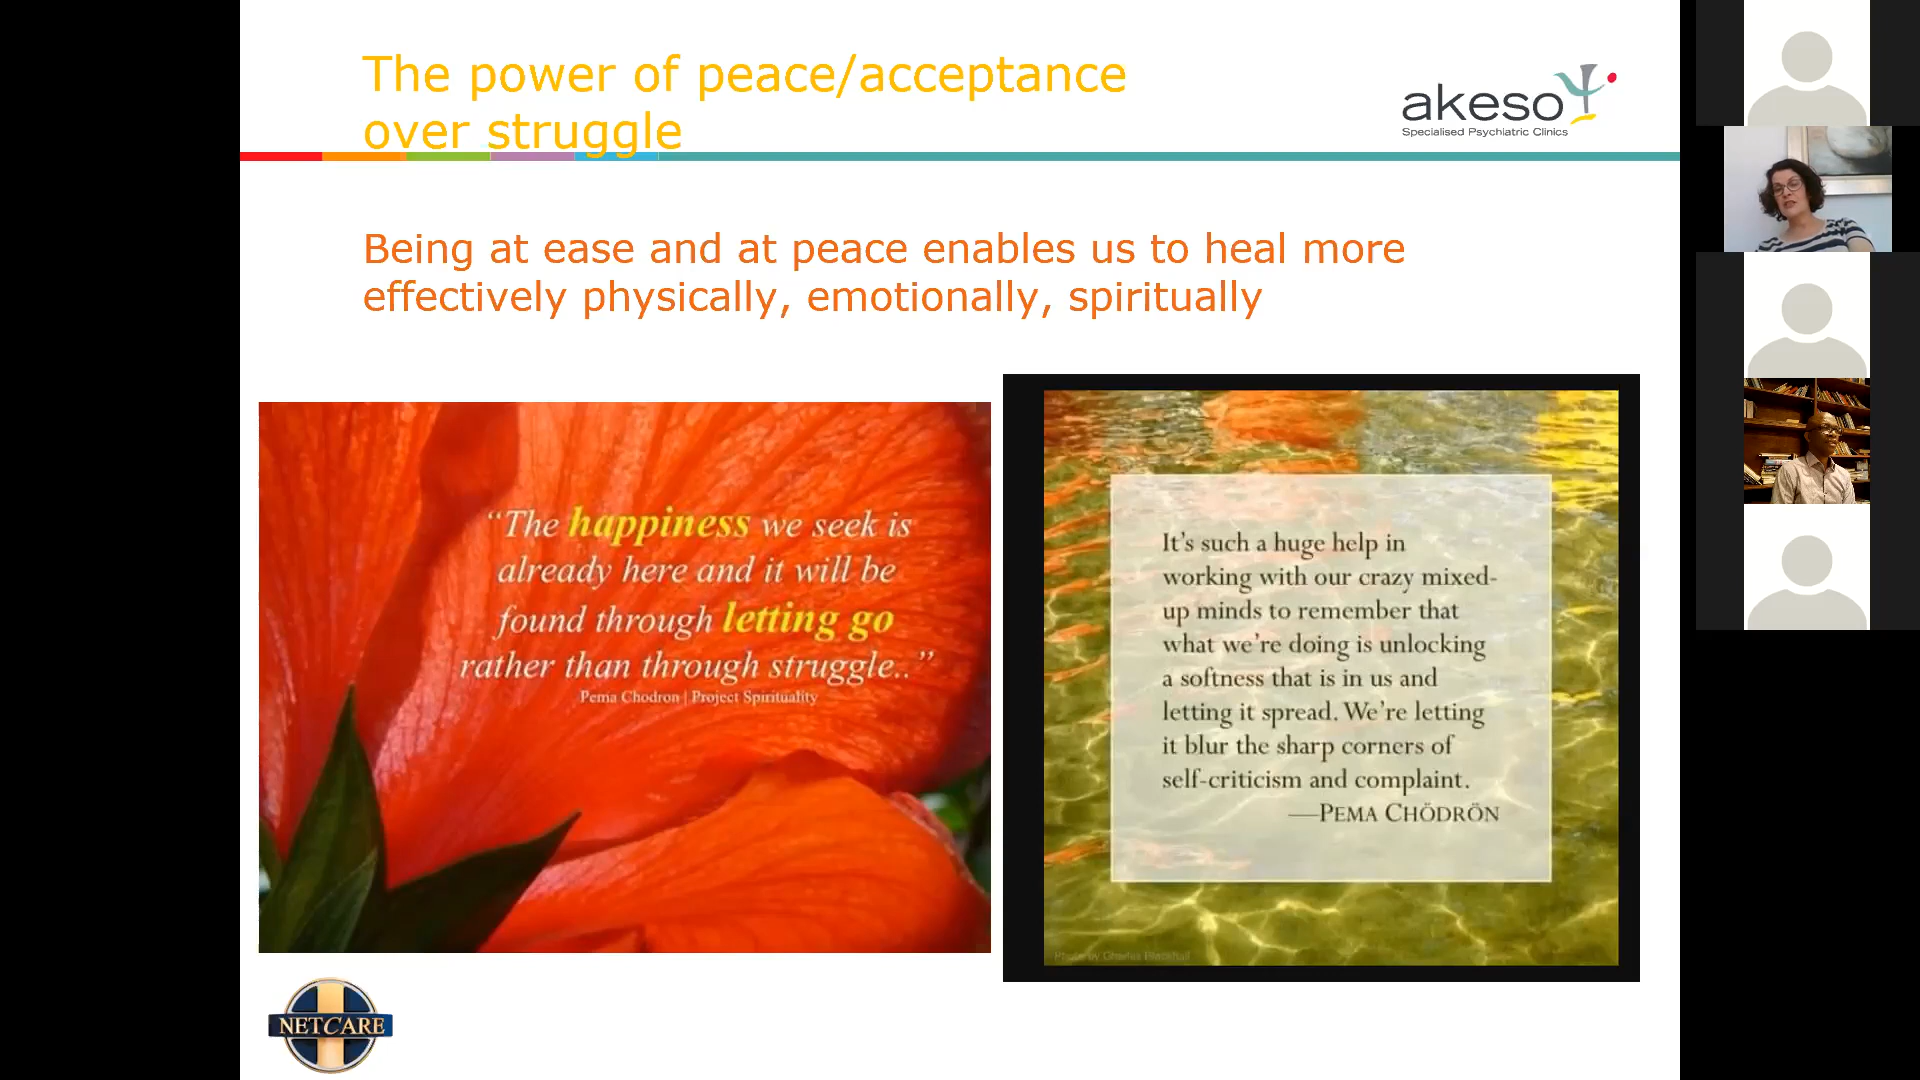 The power of peace/acceptance
over struggle
akeso
Specialised Psychiatric Clinics
Being at ease and at peace enables us to heal more
effectively physically, emotionally, spiritually
“The happiness we seek is
already here and it will be
found through letting go
rather than through struggle..”
Pema Chodron | Project Spirituality
It’s such a huge help in
working with our crazy mixed-
up minds to remember that
what we’re doing is unlocking
a softness that is in us and
letting it spread. We’re letting
it blur the sharp corners of
self-criticism and complaint.
—PEMA CHÖDRÖN
Photo by Charles Blackhall
NETCARE